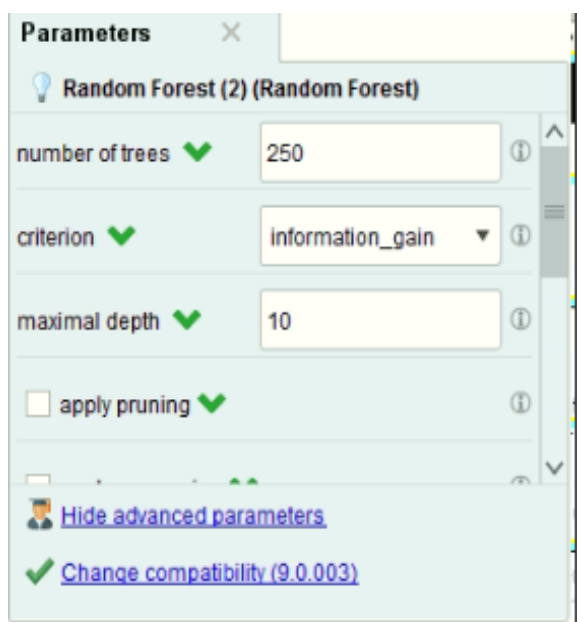 Parameters
Random Forest (2) (Random Forest)
number of trees 250
criterion information_gain
maximal depth 10
apply pruning
Hide advanced parameters
Change compatibility (9.0.003)